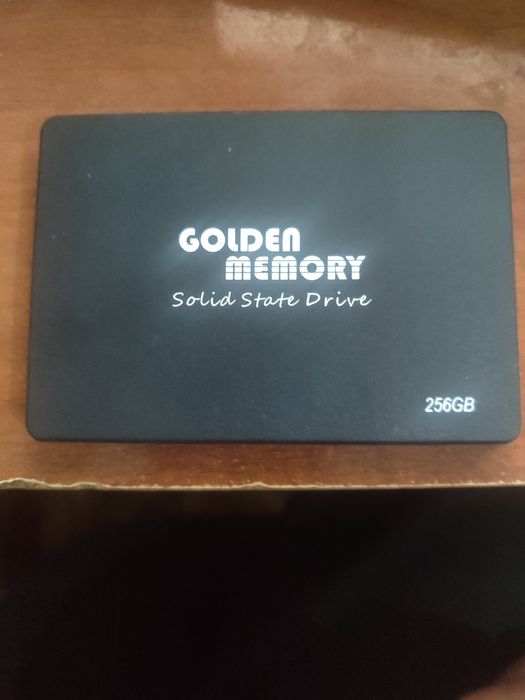 GOLDEN
MEMORY
Solid State Drive
256GB